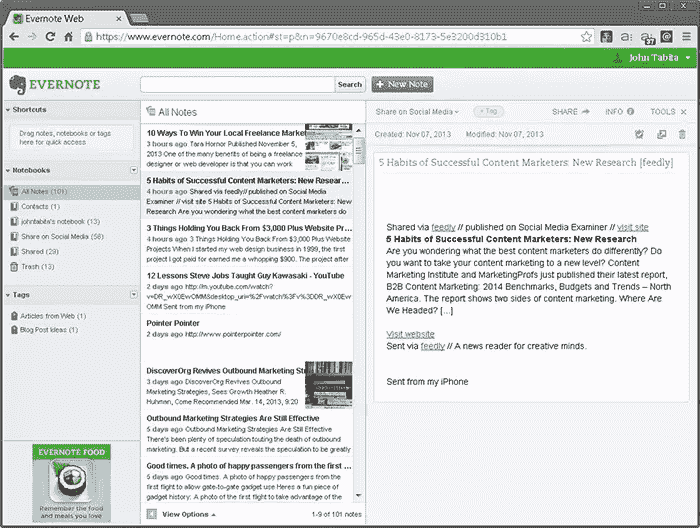 Evernote Web
https://www.evernote.com/Home.action#st=p&n=9670e8cd-965d-43e0-8173-5e3200d310b1
John Tabita
EVERNOTE
Search
+ New Note
Shortcuts
Drag notes, notebooks or tags
here for quick access
Notebooks
All Notes (101)
Contacts (1)
johntabita's notebook (13)
Share on Social Media (58)
Shared (29)
Trash (13)
Tags
Articles from Web (1)
Blog Post Ideas (1)
EVERNOTE FOOD
Remember the food
and meals you love
All Notes
10 Ways To Win Your Local Freelance Marke
3 hours ago Tara Hornor Published November 5,
2013 One of the many benefits of being a freelance
designer or web developer is that you can work
5 Habits of Successful Content Marketers: New Resear...
4 hours ago Shared via feedly// published on Social Media
Examiner // visit site 5 Habits of Successful Content Marketers: New
Research Are you wondering what the best content marketers do
3 Things Holding You Back From $3,000 Plus Website Pr...
4 hours ago 3 Things Holding You Back From $3,000 Plus Website
Projects When I started my web design business in 1999, the first
project I got paid for earned me a whopping $900. The project after
12 Lessons Steve Jobs Taught Guy Kawasaki - YouTube
2 days ago http://m.youtube.com/watch?
v=DR_wX0EwOMM&desktop_uri=%2Fwatch%3Fv%3DDR_wX0Ew
OMM Sent from my iPhone
Pointer Pointer
2 days ago http://www.pointerpointer.com/
DiscoverOrg Revives Outbound Marketing St
3 days ago DiscoverOrg Revives Outbound
Marketing Strategies, Sees Growth Heather R.
Huhman, Come Recommended Mar. 14, 2013, 9:20
Outbound Marketing Strategies Are Still Effective
5 days ago Outbound Marketing Strategies Are Still Effective
There's been plenty of speculation touting the death of outbound
marketing. But a recent survey reveals the speculation to be greatly
Good times. A photo of happy passengers from the first ...
5 days ago Good times. A photo of happy passengers from the
first flight to allow gate-to-gate gadget use Heres a fun piece of
gadget history: A photo of the first flight to take advantage of the
View Options
1-9 of 101 notes
Share on Social Media
+ Tag
SHARE
INFO
TOOLS
Created: Nov 07, 2013
Modified: Nov 07, 2013
5 Habits of Successful Content Marketers: New Research [feedly]
Shared via feedly // published on Social Media Examiner // visit site
5 Habits of Successful Content Marketers: New Research
Are you wondering what the best content marketers do differently? Do
you want to take your content marketing to a new level? Content
Marketing Institute and MarketingProfs just published their latest report,
B2B Content Marketing: 2014 Benchmarks, Budgets and Trends –
North America. The report shows two sides of content marketing. Where Are
We Headed? [...]
Visit website
Sent via feedly // A news reader for creative minds.
Sent from my iPhone